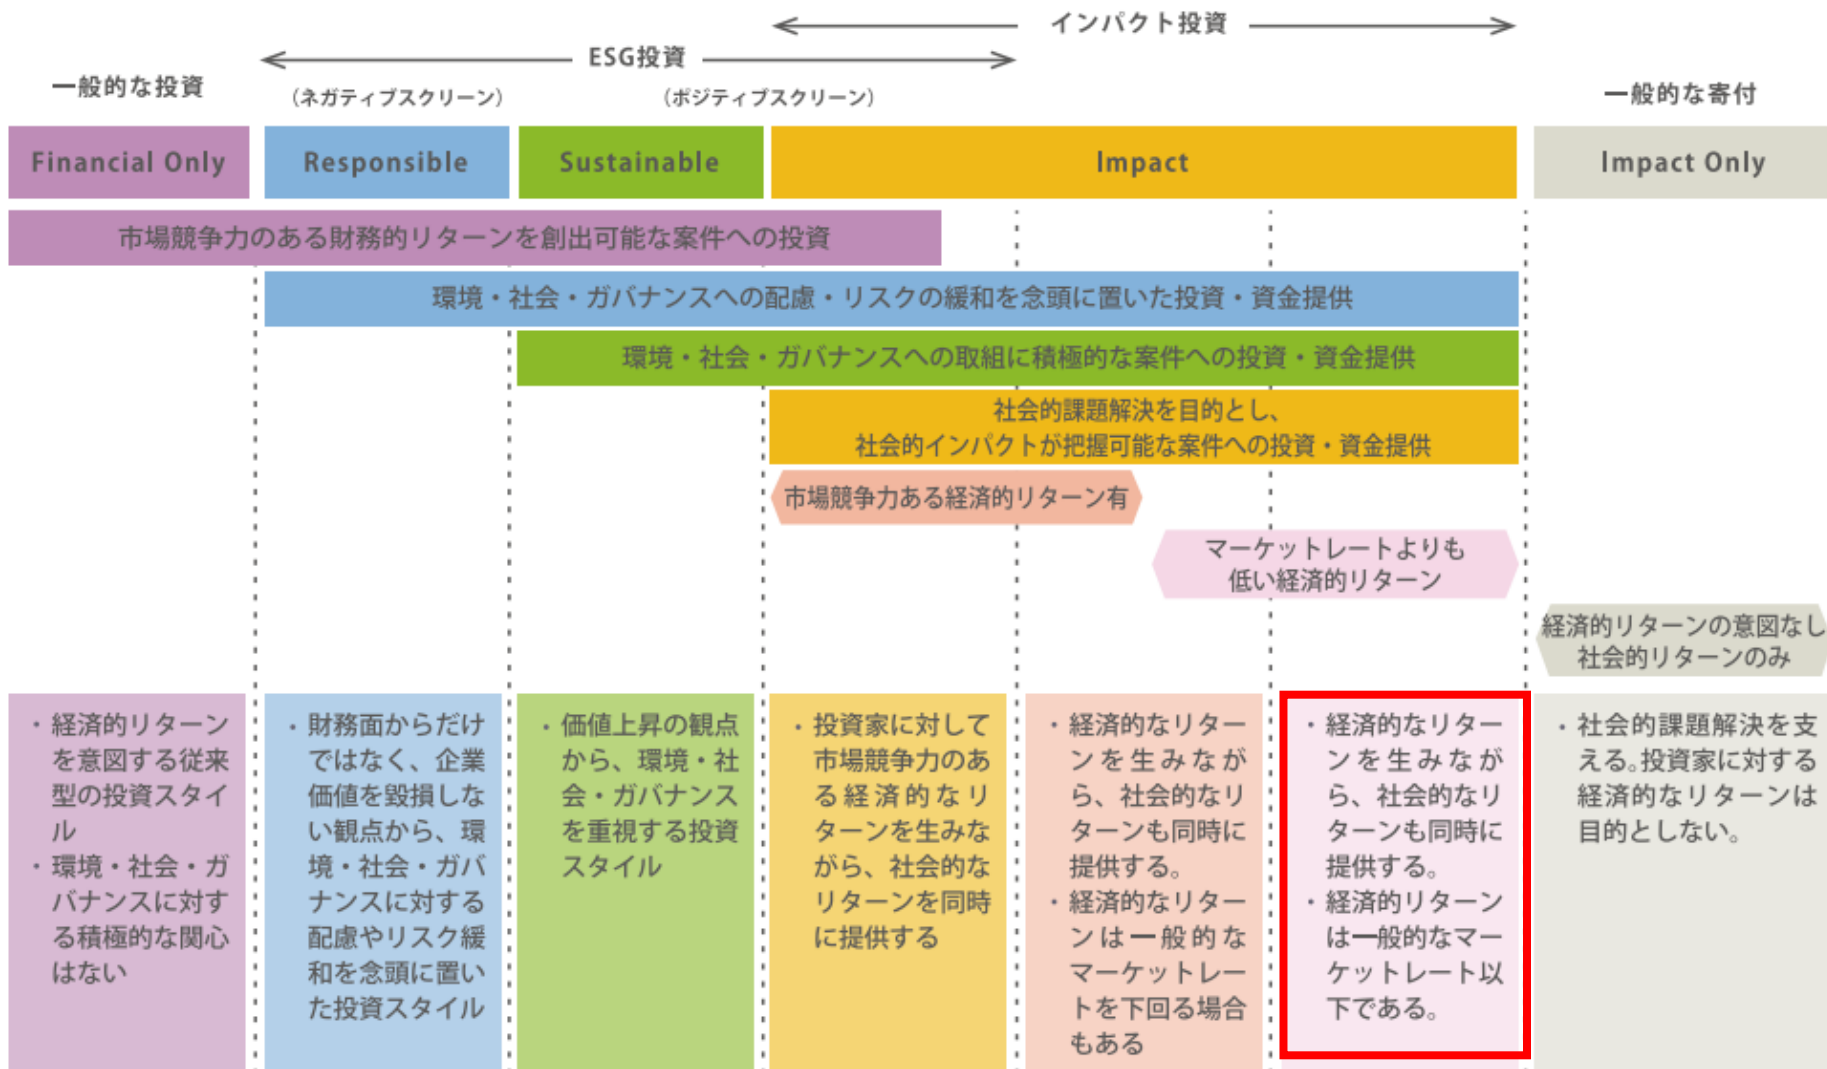 インパクト投資
ESG投資
一般的な投資
（ネガティブスクリーン）
（ポジティブスクリーン）
一般的な寄付
Financial Only
Responsible
Sustainable
Impact
Impact Only
市場競争力のある財務的リターンを創出可能な案件への投資
環境・社会・ガバナンスへの配慮・リスクの緩和を念頭に置いた投資・資金提供
環境・社会・ガバナンスへの取組に積極的な案件への投資・資金提供
社会的課題解決を目的とし、
社会的インパクトが把握可能な案件への投資・資金提供
市場競争力ある経済的リターン有
マーケットレートよりも
低い経済的リターン
経済的リターンの意図なし
社会的リターンのみ
・経済的リターン
を意図する従来
型の投資スタイ
ル
・環境・社会・ガ
バナンスに対す
る積極的な関心
はない
・財務面からだけ
ではなく、企業
価値を毀損しな
い観点から、環
境・社会・ガバ
ナンスに対する
配慮やリスク緩
和を念頭に置い
た投資スタイル
・価値上昇の観点
から、環境・社
会・ガバナンス
を重視する投資
スタイル
・投資家に対して
市場競争力のあ
る経済的なリ
ターンを生みな
がら、社会的な
リターンを同時
に提供する
・経済的なリター
ンを生みなが
ら、社会的なリ
ターンも同時に
提供する。
・経済的なリター
ンは一般的な
マーケットレー
トを下回る場合
もある
・経済的なリター
ンを生みなが
ら、社会的なリ
ターンも同時に
提供する。
・経済的リターン
は一般的なマー
ケットレート以
下である。
・社会的課題解決を支
える。投資家に対する
経済的なリターンは
目的としない。